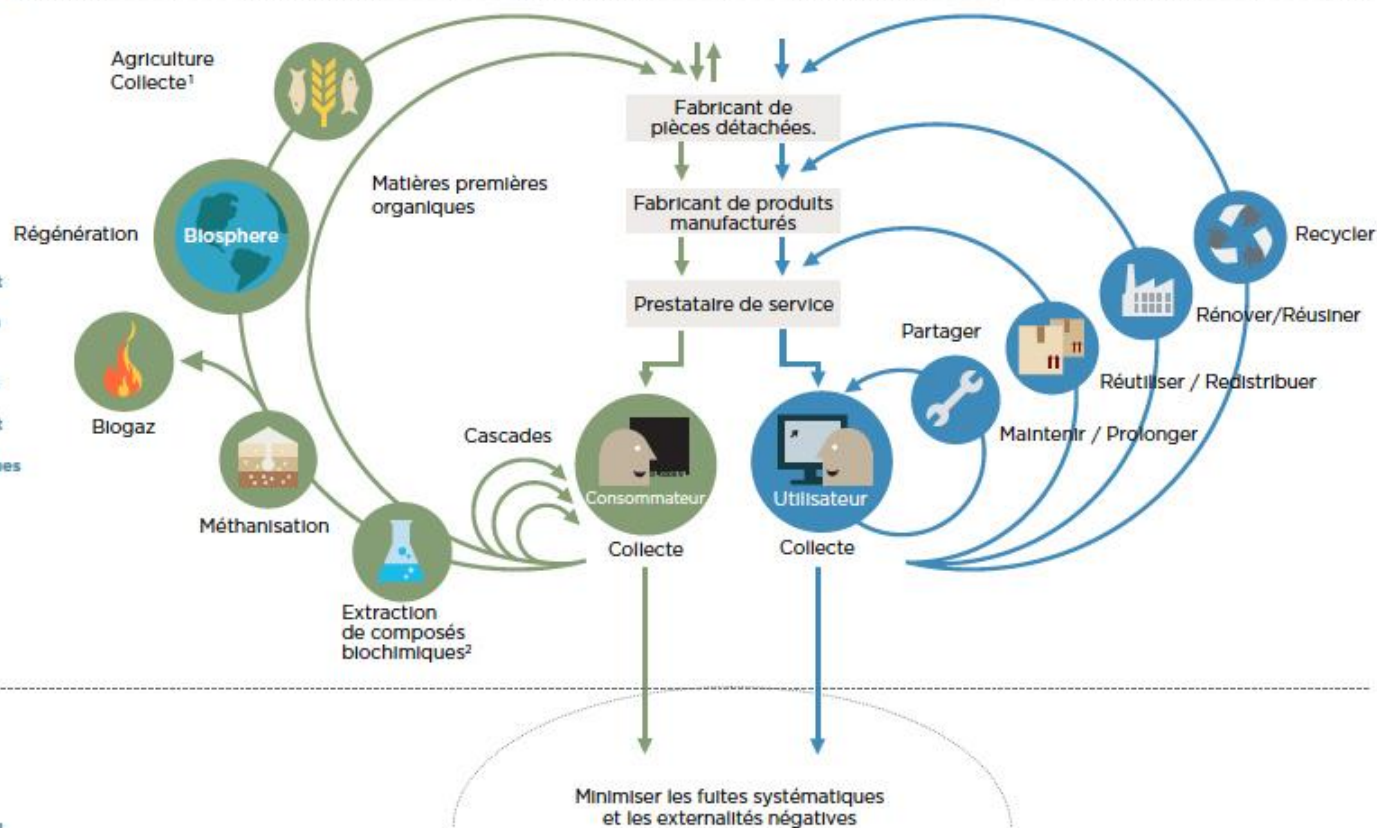 Agriculture
Collecte¹
Fabricant de
pièces détachées.
Matières premières
organiques
Fabricant de produits
manufacturés
Régénération
Biosphere
Recycler
Prestataire de service
Rénover/Réusiner
Partager
Réutiliser / Redistribuer
Biogaz
Cascades
Maintenir / Prolonger
Consommateur
Utilisateur
Méthanisation
Collecte
Collecte
Extraction
de composés
biochimiques²
Minimiser les fuites systématiques
et les externalités négatives